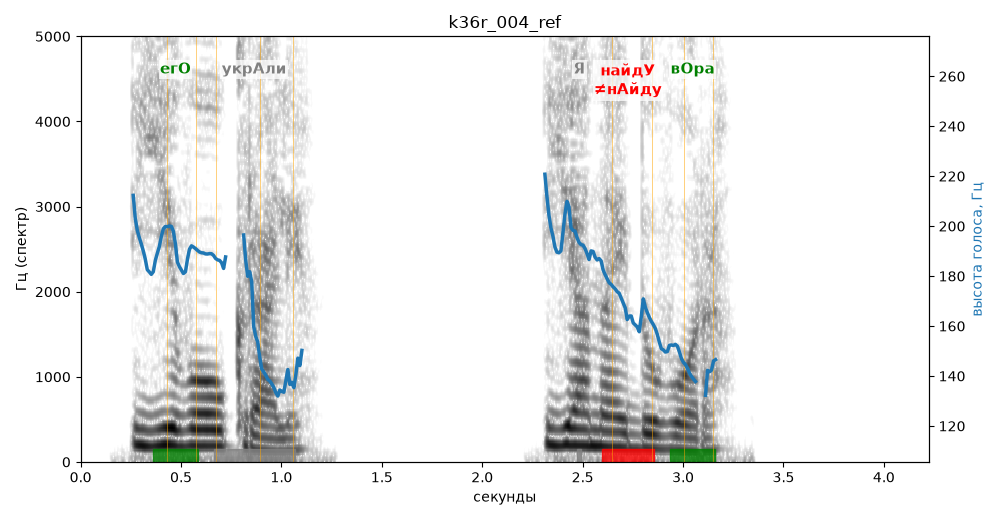 k36r_004_ref
5000
4000
3000
2000
1000
0
Гц (спектр)
егО
укрАли
Я
найдУ
≠нАйду
вОра
260
240
220
200
180
160
140
120
высота голоса, Гц
0.0 0.5 1.0 1.5 2.0 2.5 3.0 3.5 4.0
секунды